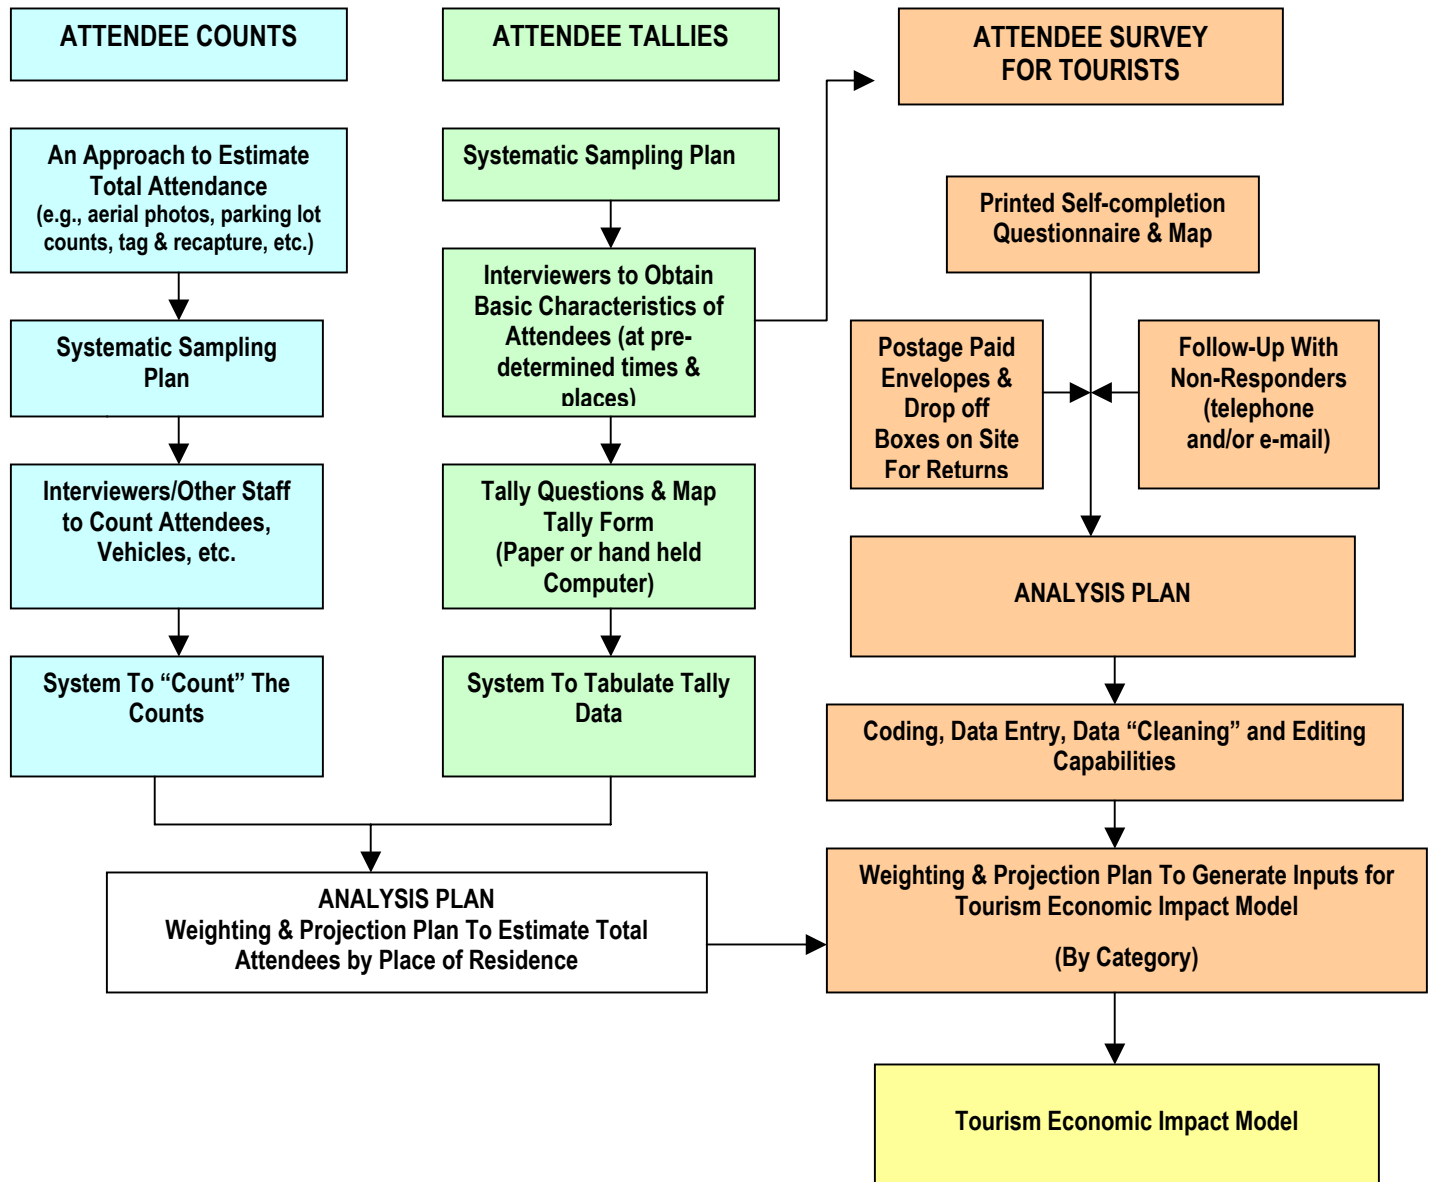 ATTENDEE COUNTS
An Approach to Estimate
Total Attendance
(e.g., aerial photos, parking lot
counts, tag & recapture, etc.)
Systematic Sampling
Plan
Interviewers/Other Staff
to Count Attendees,
Vehicles, etc.
System To “Count” The
Counts
ATTENDEE TALLIES
Systematic Sampling Plan
Interviewers to Obtain
Basic Characteristics of
Attendees (at pre-
determined times &
places)
Tally Questions & Map
Tally Form
(Paper or hand held
Computer)
System To Tabulate Tally
Data
ANALYSIS PLAN
Weighting & Projection Plan To Estimate Total
Attendees by Place of Residence
ATTENDEE SURVEY
FOR TOURISTS
Printed Self-completion
Questionnaire & Map
Postage Paid
Envelopes &
Drop off
Boxes on Site
For Returns
Follow-Up With
Non-Responders
(telephone
and/or e-mail)
ANALYSIS PLAN
Coding, Data Entry, Data “Cleaning” and Editing
Capabilities
Weighting & Projection Plan To Generate Inputs for
Tourism Economic Impact Model
(By Category)
Tourism Economic Impact Model